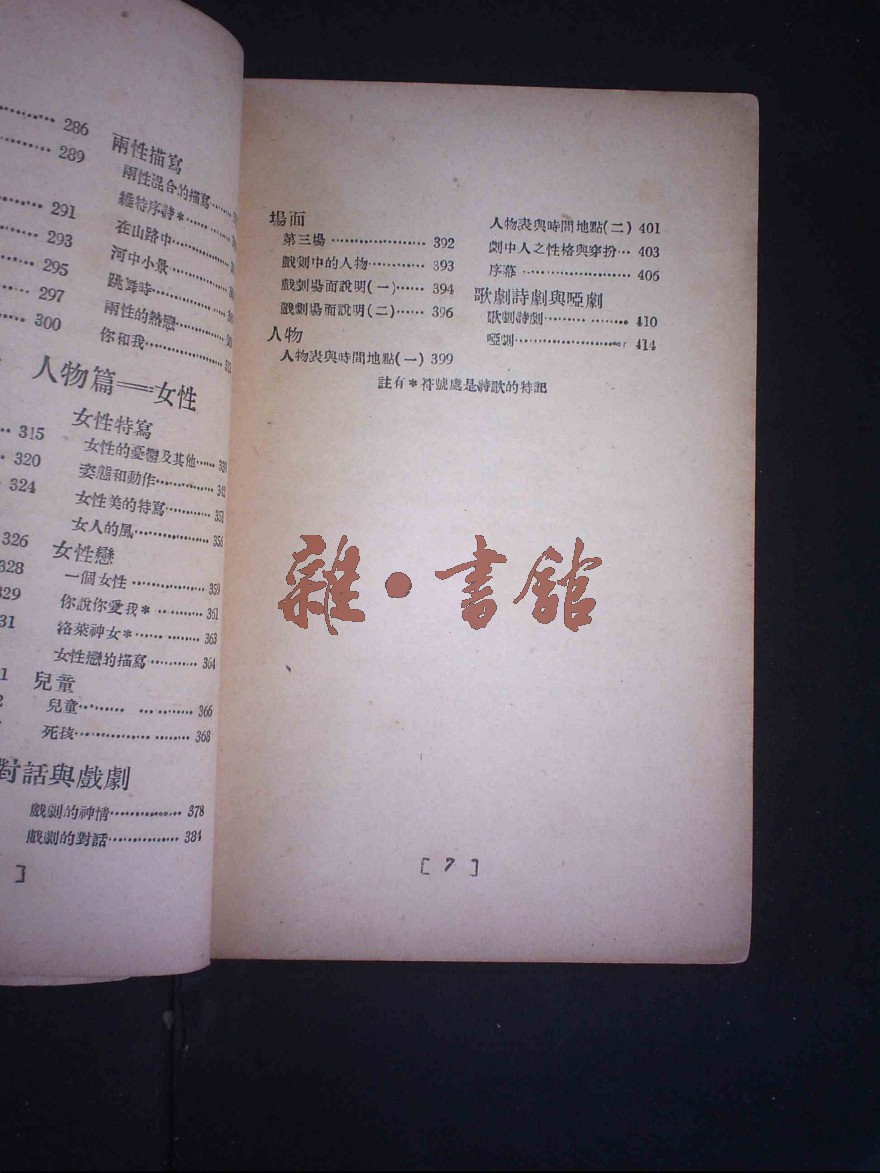 286
289
291
293
295
297
300
315
320
324
326
328
兩性描寫
兩性混合的描寫………
維特序詩*………
在山路中………
河中小景………
跳舞時………
兩性的熱戀………
你和我………
人物篇——女性
女性特寫
女性的憂鬱及其他……
姿態和動作………
女性美的特寫………
女人的風………356
女性戀
一個女性………359
你說你愛我*………361
洛萊神女*………363
女性戀的描寫………364
兒童
兒童………366
死孩………368
對話與戲劇
戲劇的神情………378
戲劇的對話………384
]
場面
第三場………392
戲劇中的人物………393
戲劇場面說明(一)……394
戲劇場面說明(二)……396
人物
人物表與時間地點(一) 399
人物表與時間地點(二) 401
劇中人之性格與穿扮…403
序幕………406
歌劇詩劇與啞劇
歌劇詩劇………410
啞劇………414
註有*符號處是詩歌的特記
雜·書館
[ 7 ]